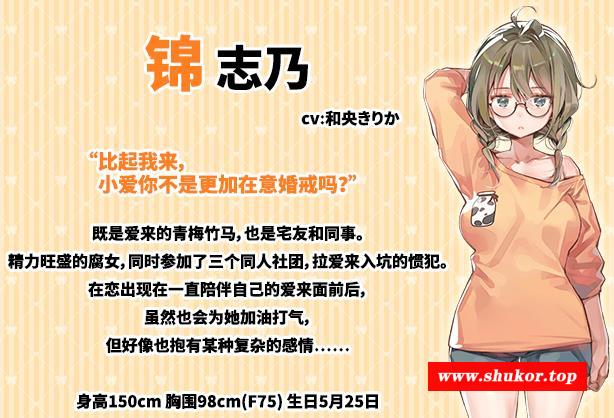 锦 志乃
cv:和央きりか
“比起我来,
小爱你不是更加在意婚戒吗?”
既是爱来的青梅竹马,也是宅友和同事。
精力旺盛的腐女,同时参加了三个同人社团,拉爱来入坑的惯犯。
在恋出现在一直陪伴自己的爱来面前后,
虽然也会为她加油打气,
但好像也抱有某种复杂的感情……
身高150cm 胸围98cm(F75) 生日5月25日
www.shukor.top